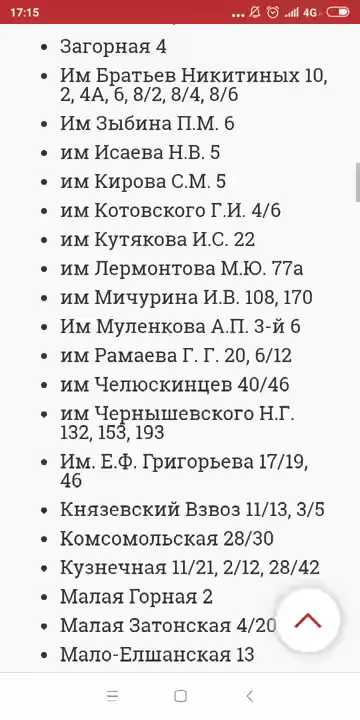 17:15
4G
Загорная 4
Им Братьев Никитиных 10,
2, 4А, 6, 8/2, 8/4, 8/6
Им Зыбина П.М. 6
им Исаева Н.В. 5
им Кирова С.М. 5
им Котовского Г.И. 4/6
им Кутякова И.С. 22
им Лермонтова М.Ю. 77а
им Мичурина И.В. 108, 170
Им Муленкова А.П. 3-й 6
им Рамаева Г. Г. 20, 6/12
им Челюскинцев 40/46
им Чернышевского Н.Г.
132, 153, 193
Им. Е.Ф. Григорьева 17/19,
46
Князевский Взвоз 11/13, 3/5
Комсомольская 28/30
Кузнечная 11/21, 2/12, 28/42
Малая Горная 2
Малая Затонская 4/20
Мало-Елшанская 13